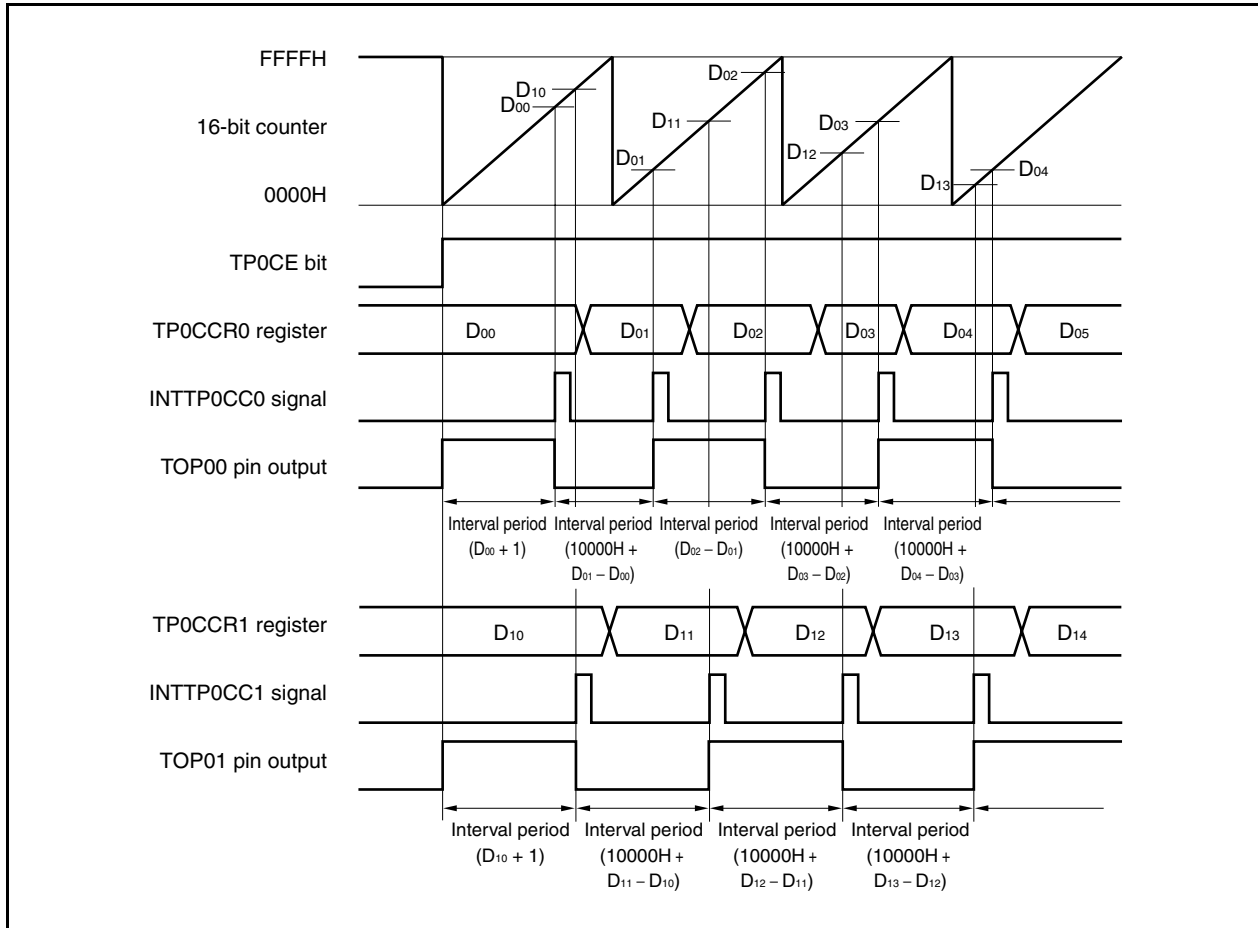 FFFFH
D10
D00
D02
D11
D01
D03
D12
D04
D13
16-bit counter
0000H
TP0CE bit
TP0CCR0 register
D00
D01
D02
D03
D04
D05
INTTP0CC0 signal
TOP00 pin output
Interval period
(D00 + 1)
Interval period
(10000H +
D01 – D00)
Interval period
(D02 – D01)
Interval period
(10000H +
D03 – D02)
Interval period
(10000H +
D04 – D03)
TP0CCR1 register
D10
D11
D12
D13
D14
INTTP0CC1 signal
TOP01 pin output
Interval period
(D10 + 1)
Interval period
(10000H +
D11 – D10)
Interval period
(10000H +
D12 – D11)
Interval period
(10000H +
D13 – D12)